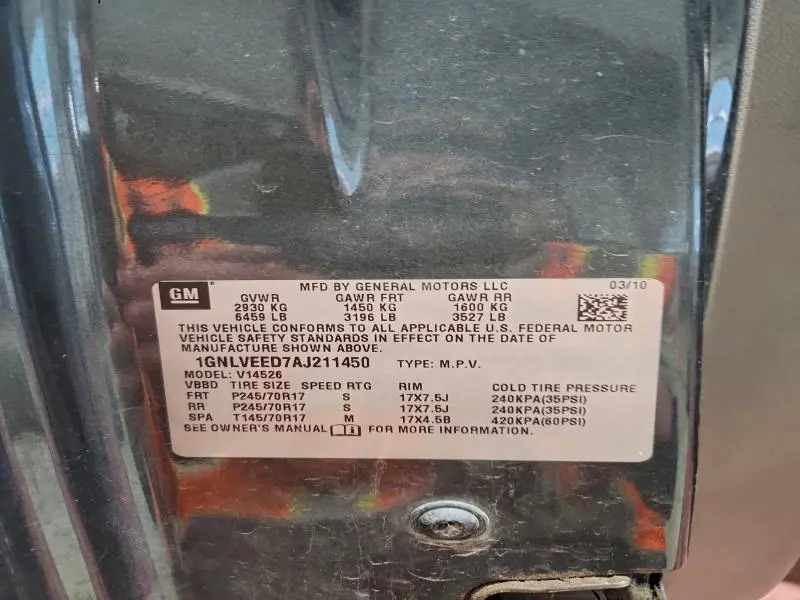 GM
MFD BY GENERAL MOTORS LLC 03/10
GVWR GAWR FRT GAWR RR
2930 KG 1450 KG 1600 KG
6459 LB 3196 LB 3527 LB
THIS VEHICLE CONFORMS TO ALL APPLICABLE U.S. FEDERAL MOTOR
VEHICLE SAFETY STANDARDS IN EFFECT ON THE DATE OF
MANUFACTURE SHOWN ABOVE.
1GNLVEED7AJ211450 TYPE: M.P.V.
MODEL: V14526
VBBD TIRE SIZE SPEED RTG RIM COLD TIRE PRESSURE
FRT P245/70R17 S 17X7.5J 240KPA(35PSI)
RR P245/70R17 S 17X7.5J 240KPA(35PSI)
SPA T145/70R17 M 17X4.5B 420KPA(60PSI)
SEE OWNER'S MANUAL FOR MORE INFORMATION.